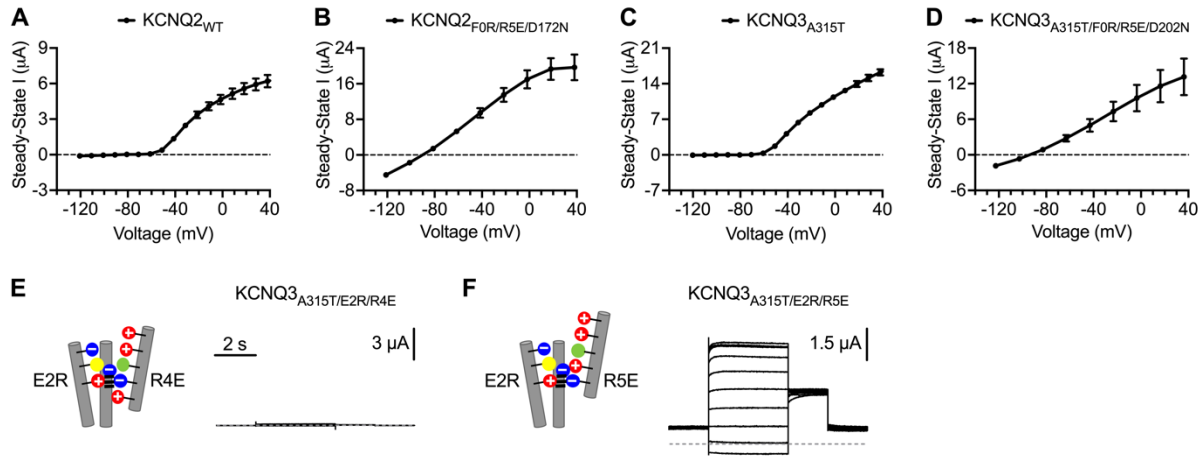 A
KCNQ2WT
Steady-State I (μA)
9
6
3
0
-3
-120 -80 -40 0 40
Voltage (mV)
B
KCNQ2F0R/R5E/D172N
Steady-State I (μA)
24
16
8
0
-8
-120 -80 -40 0 40
Voltage (mV)
C
KCNQ3A315T
Steady-State I (μA)
21
14
7
0
-7
-120 -80 -40 0 40
Voltage (mV)
D
KCNQ3A315T/F0R/R5E/D202N
Steady-State I (μA)
18
12
6
0
-6
-120 -80 -40 0 40
Voltage (mV)
E
KCNQ3A315T/E2R/R4E
E2R
R4E
2 s
3 μA
F
KCNQ3A315T/E2R/R5E
E2R
R5E
1.5 μA